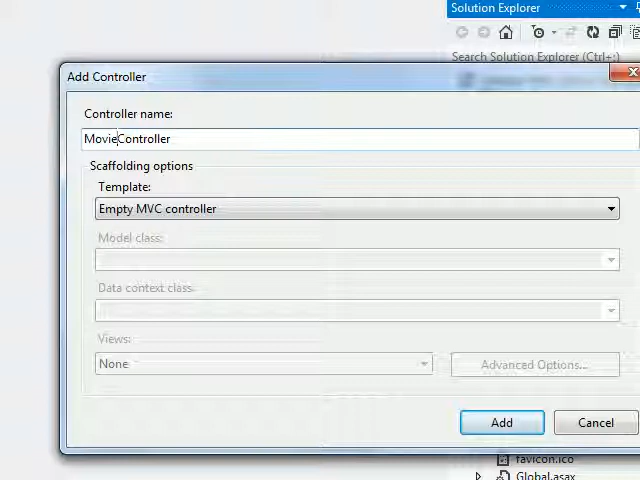 Solution Explorer
Search Solution Explorer (Ctrl+;)
Add Controller
Controller name:
MovieController
Scaffolding options
Template:
Empty MVC controller
Model class:
Data context class:
Views:
None
Advanced Options...
Add
Cancel
favicon.ico
Global.asax